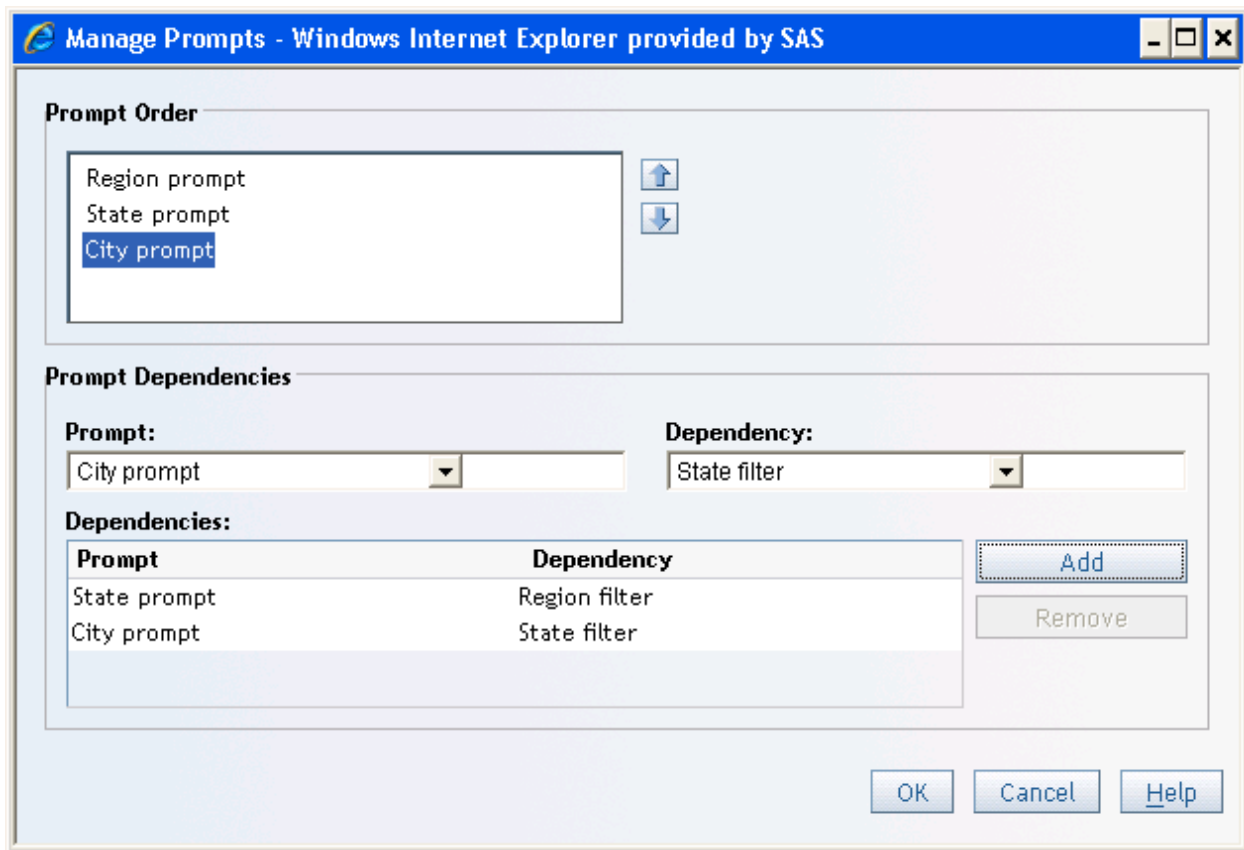 Manage Prompts - Windows Internet Explorer provided by SAS
Prompt Order
Region prompt
State prompt
City prompt
Prompt Dependencies
Prompt: Dependency:
City prompt State filter
Dependencies:
Prompt Dependency
Add
State prompt Region filter
Remove
City prompt State filter
OK Cancel Help